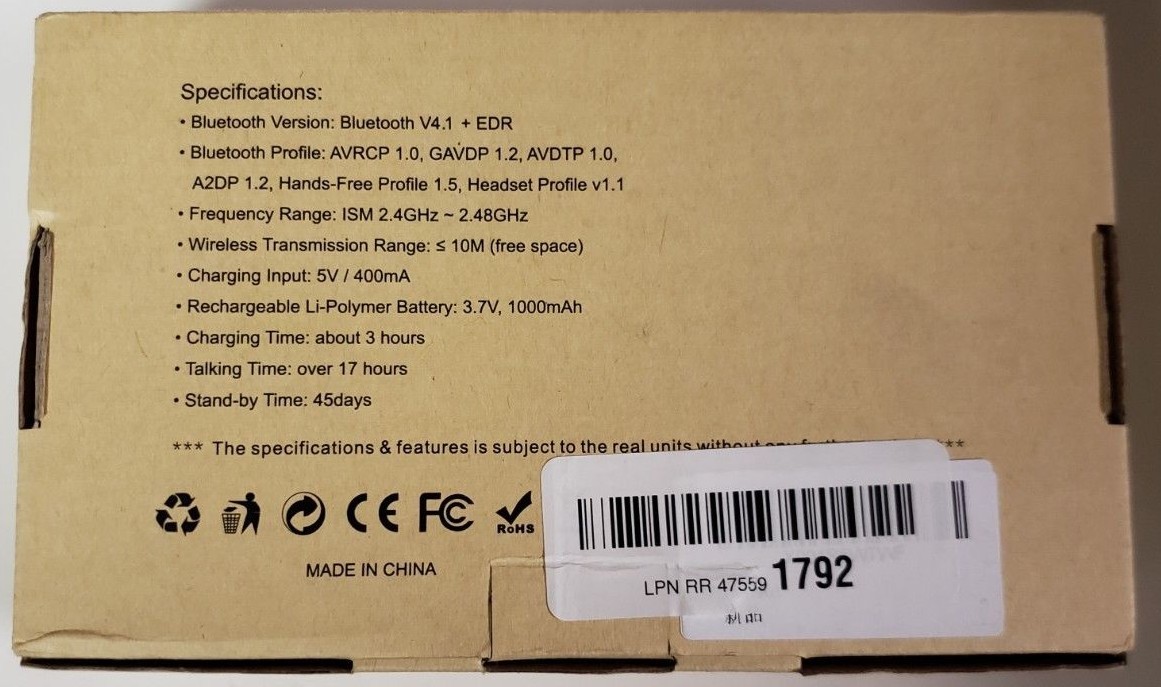 Specifications:
• Bluetooth Version: Bluetooth V4.1 + EDR
• Bluetooth Profile: AVRCP 1.0, GAVDP 1.2, AVDTP 1.0,
A2DP 1.2, Hands-Free Profile 1.5, Headset Profile v1.1
• Frequency Range: ISM 2.4GHz ~ 2.48GHz
• Wireless Transmission Range: ≤ 10M (free space)
• Charging Input: 5V / 400mA
• Rechargeable Li-Polymer Battery: 3.7V, 1000mAh
• Charging Time: about 3 hours
• Talking Time: over 17 hours
• Stand-by Time: 45days
*** The specifications & features is subject to the real units without **
CE FC RoHS
MADE IN CHINA
LPN RR 47559 1792